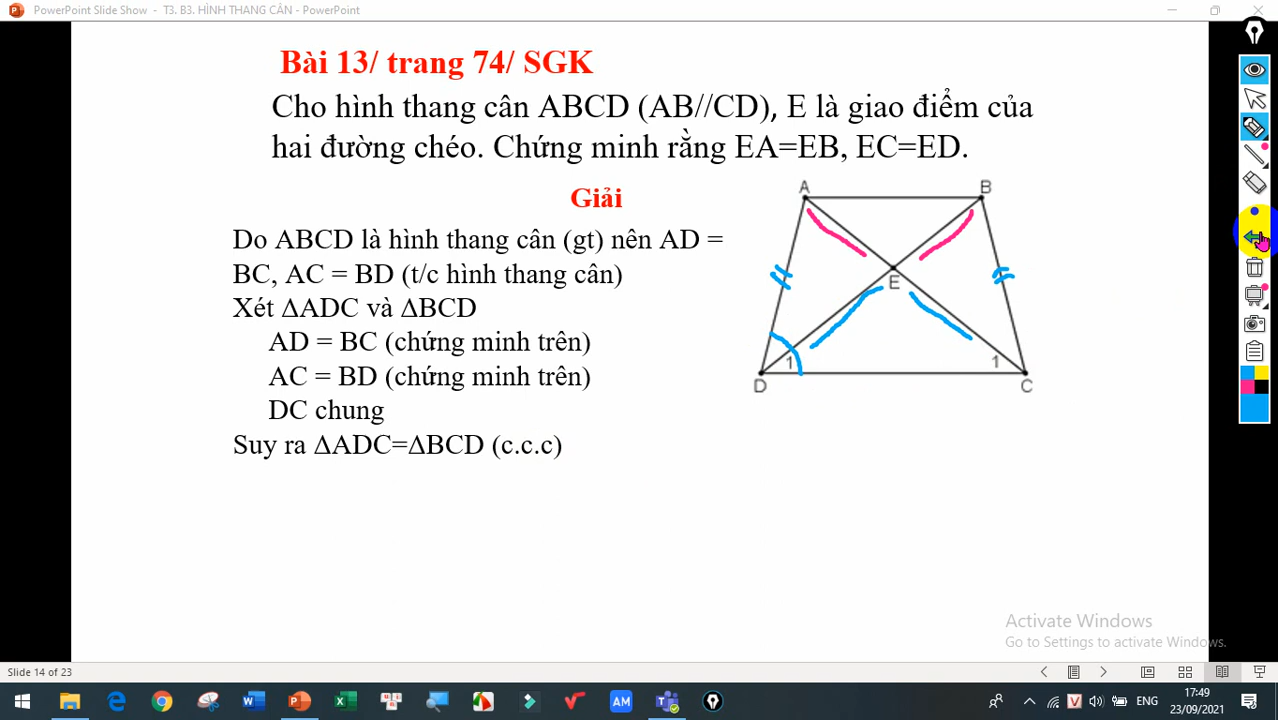 PowerPoint Slide Show - T3. B3. HÌNH THANG CÂN - PowerPoint
Bài 13/ trang 74/ SGK
Cho hình thang cân ABCD (AB//CD), E là giao điểm của
hai đường chéo. Chứng minh rằng EA=EB, EC=ED.
Giải
Do ABCD là hình thang cân (gt) nên AD =
BC, AC = BD (t/c hình thang cân)
Xét ΔADC và ΔBCD
AD = BC (chứng minh trên)
AC = BD (chứng minh trên)
DC chung
Suy ra ΔADC=ΔBCD (c.c.c)
A B
E
1 1
D C
Activate Windows
Go to Settings to activate Windows.
Slide 14 of 23
AM
ENG
17:49
23/09/2021